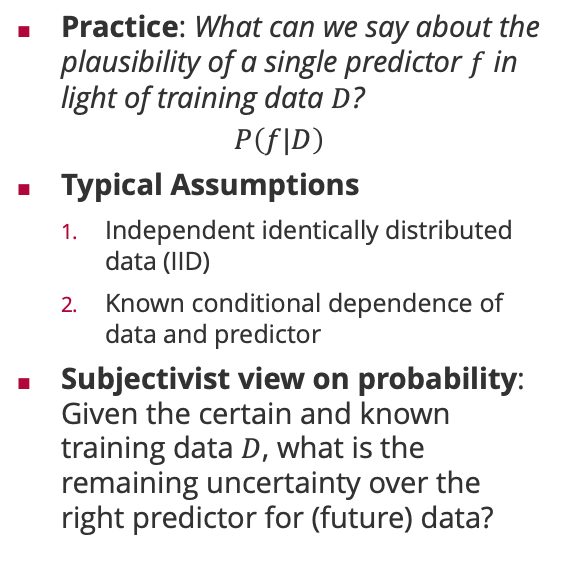 ▪ Practice: What can we say about the
plausibility of a single predictor f in
light of training data D?
P(f|D)
▪ Typical Assumptions
1. Independent identically distributed
data (IID)
2. Known conditional dependence of
data and predictor
▪ Subjectivist view on probability:
Given the certain and known
training data D, what is the
remaining uncertainty over the
right predictor for (future) data?